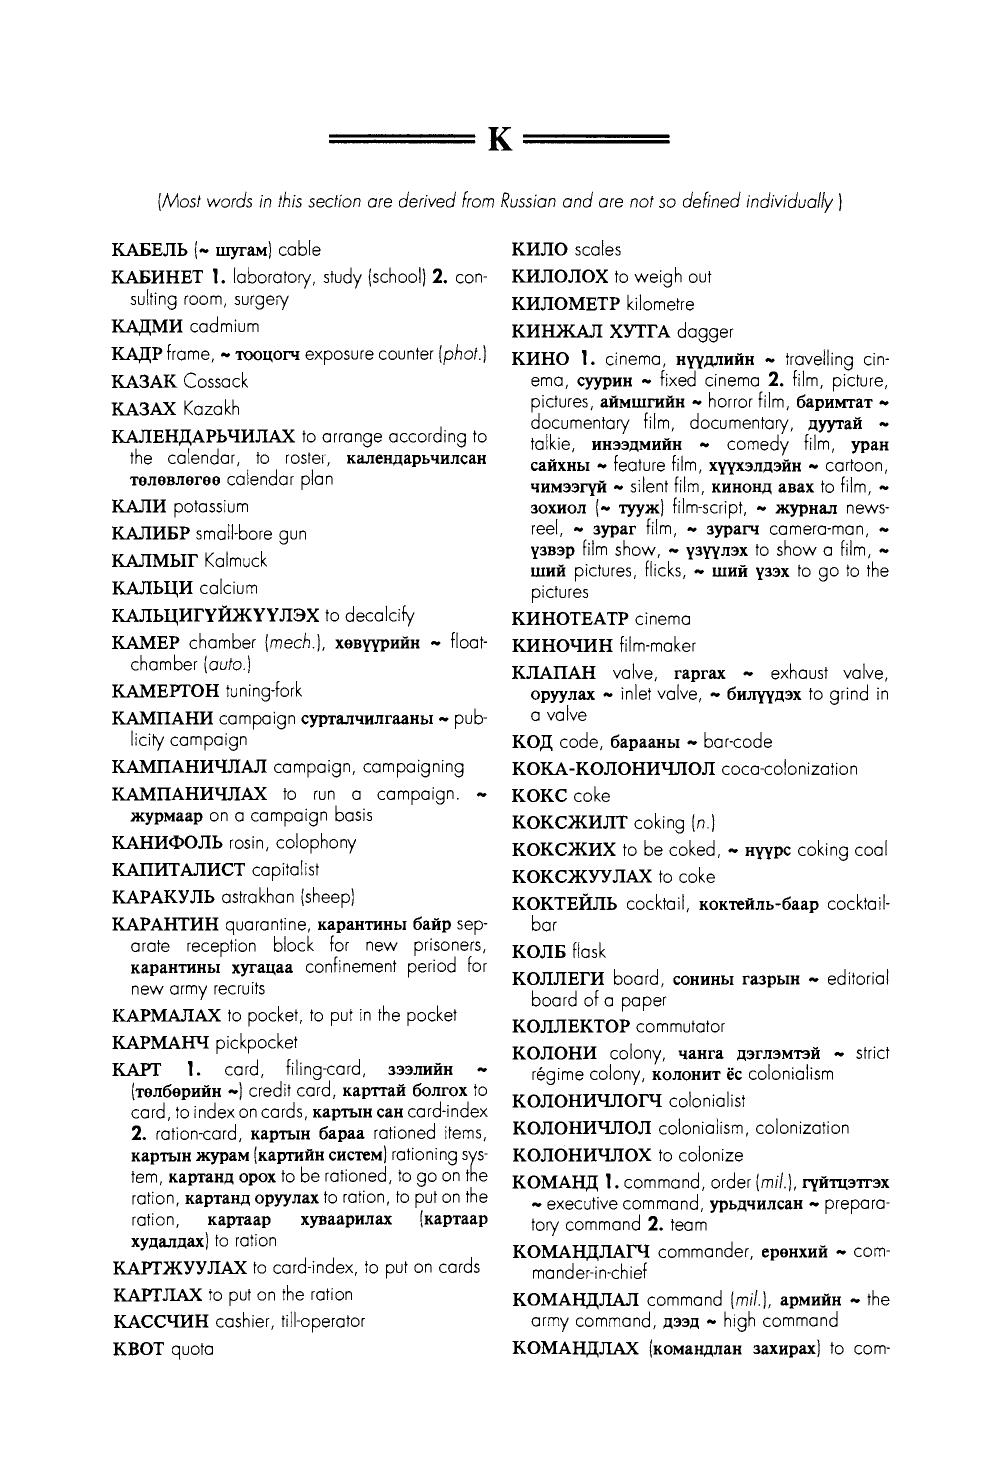 К
(Most words in this section are derived from Russian and are not so defined individually)
КАБЕЛЬ (~ шугам) cable
КАБИНЕТ 1. laboratory, study (school) 2. con-
sulting room, surgery
КАДМИ cadmium
КАДР frame, ~ тооцогч exposure counter (phot.)
КАЗАК Cossack
КАЗАХ Kazakh
КАЛЕНДАРЬЧИЛАХ to arrange according to
the calendar, to roster, календарьчилсан
төлөвлөгөө calendar plan
КАЛИ potassium
КАЛИБР small-bore gun
КАЛМЫГ Kalmuck
КАЛЬЦИ calcium
КАЛЬЦИГҮЙЖҮҮЛЭХ to decalcify
КАМЕР chamber (mech.), хөвүүрийн ~ float-
chamber (auto.)
КАМЕРТОН tuning-fork
КАМПАНИ campaign сурталчилгааны ~ pub-
licity campaign
КАМПАНИЧЛАЛ campaign, campaigning
КАМПАНИЧЛАХ to run a campaign. ~
журмаар on a campaign basis
КАНИФОЛЬ rosin, colophony
КАПИТАЛИСТ capitalist
КАРАКУЛЬ astrakhan (sheep)
КАРАНТИН quarantine, карантины байр sep-
arate reception block for new prisoners,
карантины хугацаа confinement period for
new army recruits
КАРМАЛАХ to pocket, to put in the pocket
КАРМАНЧ pickpocket
КАРТ 1. card, filing-card, зээлийн ~
(төлбөрийн ~) credit card, карттай болгох to
card, to index on cards, картын сан card-index
2. ration-card, картын бараа rationed items,
картын журам (картийн систем) rationing sys-
tem, картанд орох to be rationed, to go on the
ration, картанд оруулах to ration, to put on the
ration, картаар хуваарилах (картаар
худалдах) to ration
КАРТЖУУЛАХ to card-index, to put on cards
КАРТЛАХ to put on the ration
КАССЧИН cashier, till-operator
КВОТ quota
КИЛО scales
КИЛОЛОХ to weigh out
КИЛОМЕТР kilometre
КИНЖАЛ ХУТГА dagger
КИНО 1. cinema, нүүдлийн ~ travelling cin-
ema, суурин ~ fixed cinema 2. film, picture,
pictures, аймшгийн ~ horror film, баримтат ~
documentary film, documentary, дуутай ~
talkie, инээдмийн ~ comedy film, уран
сайхны ~ feature film, хүүхэлдэйн ~ cartoon,
чимээгүй ~ silent film, кинонд авах to film, ~
зохиол (~ тууж) film-script, ~ журнал news-
reel, ~ зураг film, ~ зурагч camera-man, ~
үзвэр film show, ~ үзүүлэх to show a film, ~
ший pictures, flicks, ~ ший үзэх to go to the
pictures
КИНОТЕАТР cinema
КИНОЧИН film-maker
КЛАПАН valve, гаргах ~ exhaust valve,
оруулах ~ inlet valve, ~ билүүдэх to grind in
a valve
КОД code, барааны ~ bar-code
КОКА-КОЛОНИЧЛОЛ coca-colonization
КОКС coke
КОКСЖИЛТ coking (n.)
КОКСЖИХ to be coked, ~ нүүрс coking coal
КОКСЖУУЛАХ to coke
КОКТЕЙЛЬ cocktail, коктейль-баар cocktail-
bar
КОЛБ flask
КОЛЛЕГИ board, сонины газрын ~ editorial
board of a paper
КОЛЛЕКТОР commutator
КОЛОНИ colony, чанга дэглэмтэй ~ strict
régime colony, колонит ёс colonialism
КОЛОНИЧЛОГЧ colonialist
КОЛОНИЧЛОЛ colonialism, colonization
КОЛОНИЧЛОХ to colonize
КОМАНД 1. command, order (mil.), гүйтцэтгэх
~ executive command, урьдчилсан ~ prepara-
tory command 2. team
КОМАНДЛАГЧ commander, ерөнхий ~ com-
mander-in-chief
КОМАНДЛАЛ command (mil.), армийн ~ the
army command, дээд ~ high command
КОМАНДЛАХ (командлан захирах) to com-